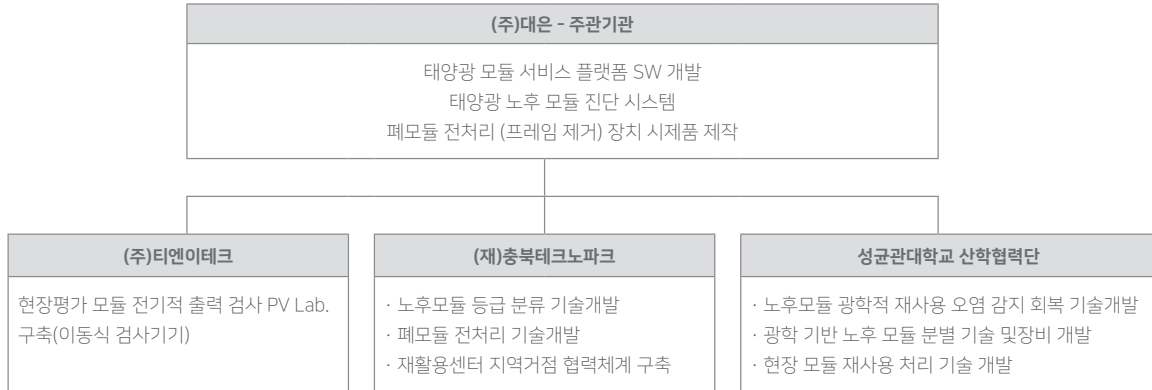 (주)대은 - 주관기관
태양광 모듈 서비스 플랫폼 SW 개발
태양광 노후 모듈 진단 시스템
폐모듈 전처리 (프레임 제거) 장치 시제품 제작
(주)티엔이테크
현장평가 모듈 전기적 출력 검사 PV Lab.
구축(이동식 검사기기)
(재)충북테크노파크
· 노후모듈 등급 분류 기술개발
· 폐모듈 전처리 기술개발
· 재활용센터 지역거점 협력체계 구축
성균관대학교 산학협력단
· 노후모듈 광학적 재사용 오염 감지 회복 기술개발
· 광학 기반 노후 모듈 분별 기술 및장비 개발
· 현장 모듈 재사용 처리 기술 개발